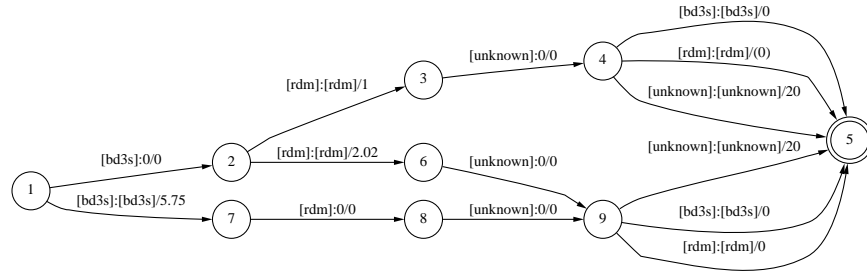 [bd3s]:[bd3s]/0
[unknown]:0/0
4
[rdm]:[rdm]/(0)
3
[rdm]:[rdm]/1
[unknown]:[unknown]/20
5
[bd3s]:0/0
2
[rdm]:[rdm]/2.02
6
[unknown]:0/0
[unknown]:[unknown]/20
1
[bd3s]:[bd3s]/5.75
7
[rdm]:0/0
8
[unknown]:0/0
9
[bd3s]:[bd3s]/0
[rdm]:[rdm]/0